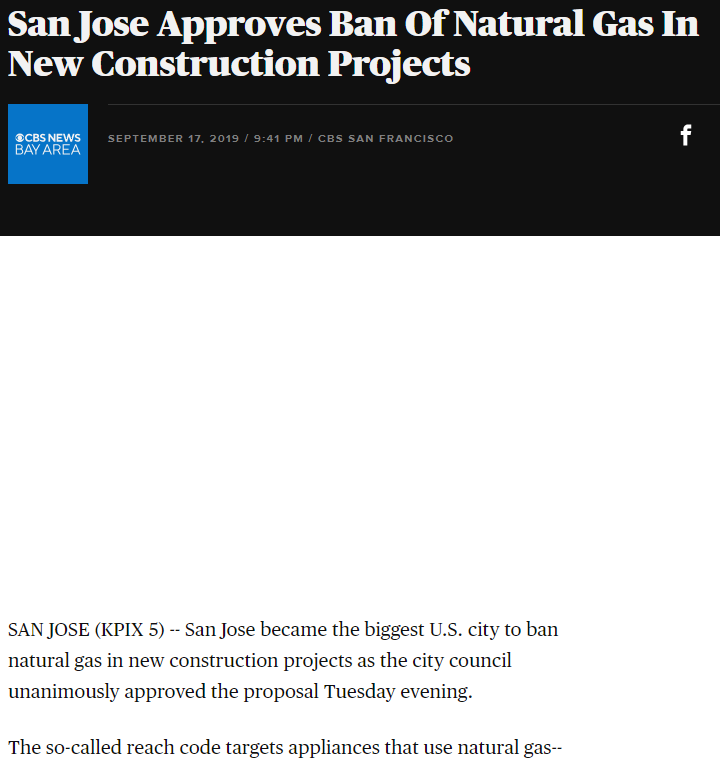 San Jose Approves Ban Of Natural Gas In
New Construction Projects
CBS NEWS
BAY AREA
SEPTEMBER 17, 2019 / 9:41 PM / CBS SAN FRANCISCO
f
SAN JOSE (KPIX 5) -- San Jose became the biggest U.S. city to ban
natural gas in new construction projects as the city council
unanimously approved the proposal Tuesday evening.
The so-called reach code targets appliances that use natural gas--